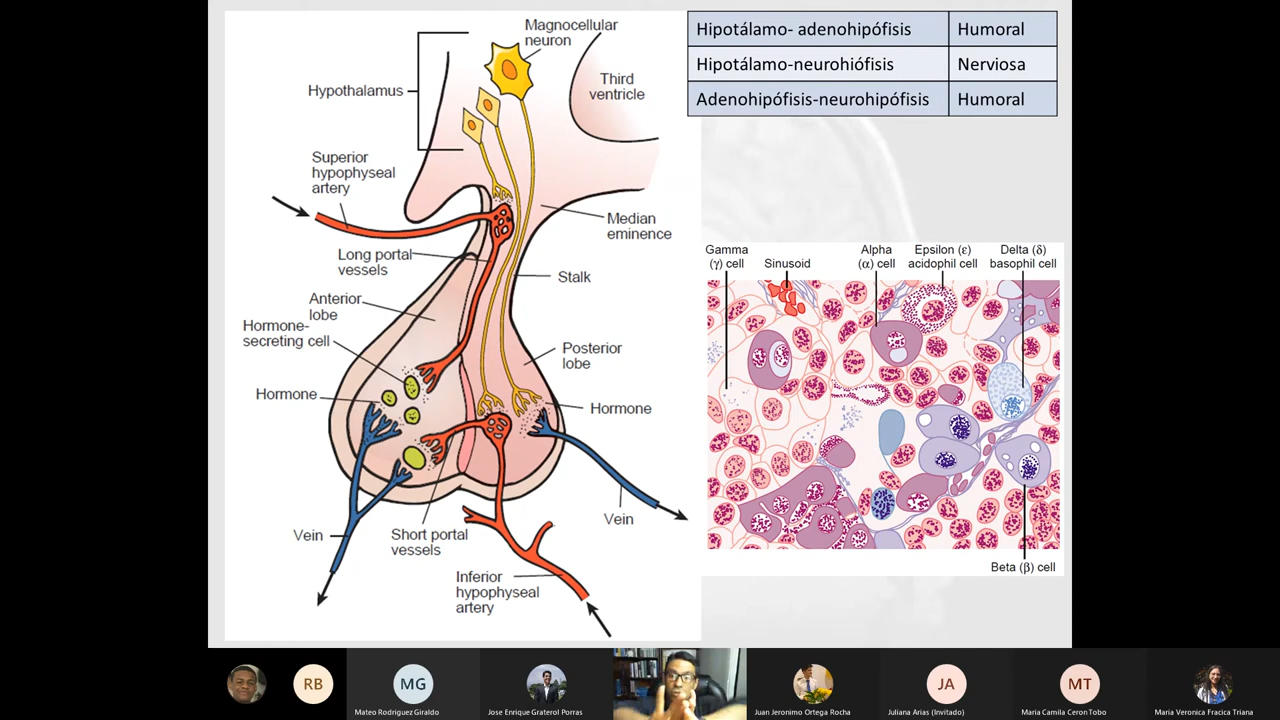 Magnocellular
neuron
Hypothalamus
Third
ventricle
Superior
hypophyseal
artery
Median
eminence
Long portal
vessels
Stalk
Anterior
lobe
Hormone-
secreting cell
Posterior
lobe
Hormone
Hormone
Vein
Vein
Short portal
vessels
Inferior
hypophyseal
artery
Hipotálamo- adenohipófisis Humoral
Hipotálamo-neurohiófisis Nerviosa
Adenohipófisis-neurohipófisis Humoral
Gamma
(γ) cell
Sinusoid
Alpha
(α) cell
Epsilon (ε)
acidophil cell
Delta (δ)
basophil cell
Beta (β) cell
RB
MG
Mateo Rodriguez Giraldo
Jose Enrique Graterol Porras
Juan Jeronimo Ortega Rocha
JA
Juliana Arias (Invitado)
MT
Maria Camila Ceron Tobo
Maria Veronica Fracica Triana